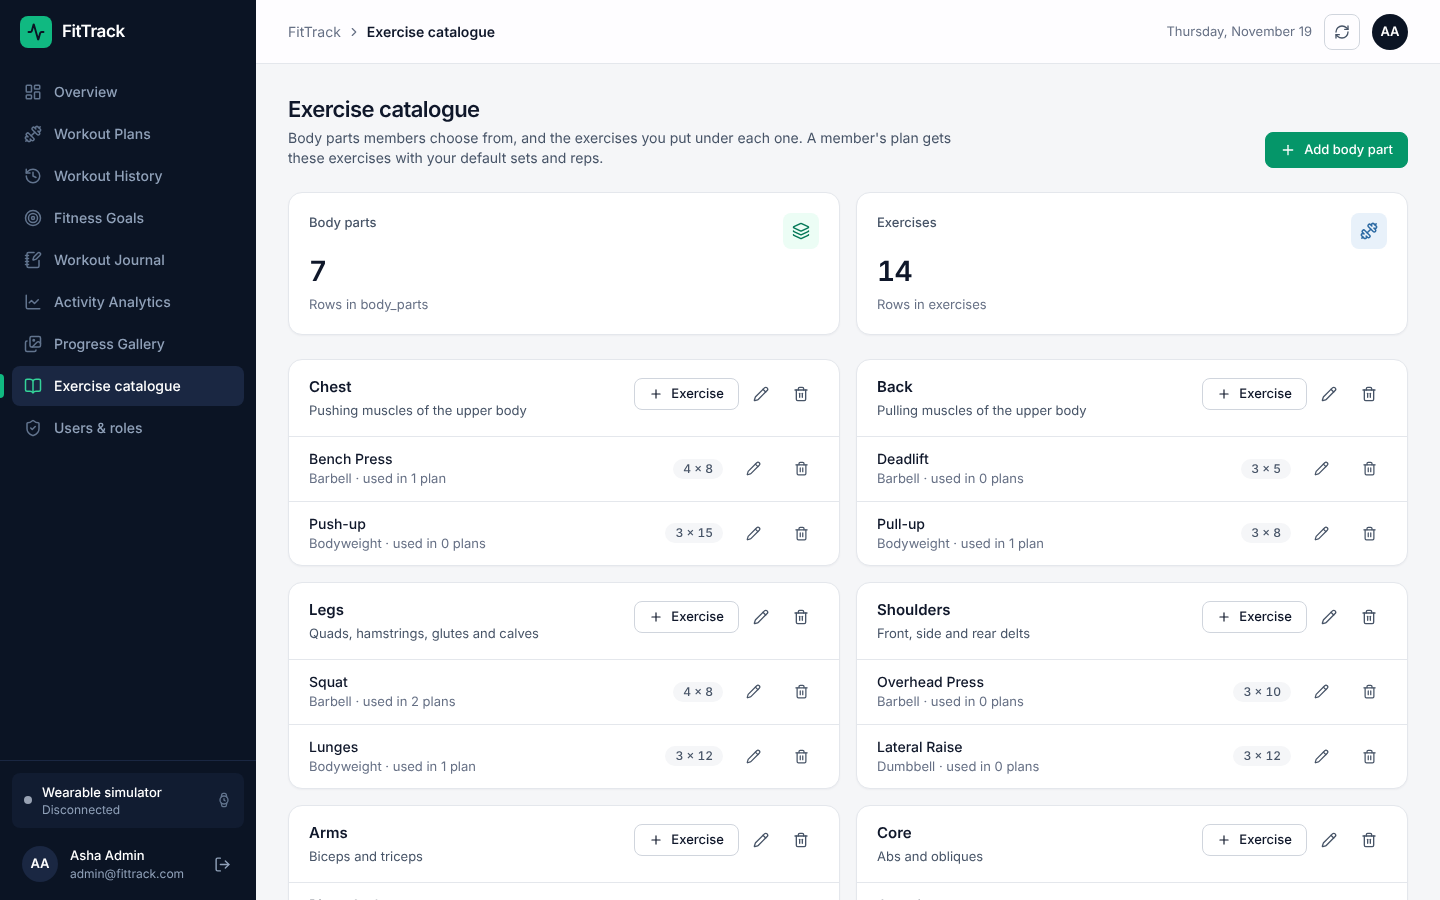 FitTrack
Overview
Workout Plans
Workout History
Fitness Goals
Workout Journal
Activity Analytics
Progress Gallery
Exercise catalogue
Users & roles
Wearable simulator
Disconnected
AA
Asha Admin
admin@fittrack.com
FitTrack > Exercise catalogue
Thursday, November 19
AA
Exercise catalogue
Body parts members choose from, and the exercises you put under each one. A member's plan gets
these exercises with your default sets and reps.
+ Add body part
Body parts
7
Rows in body_parts
Exercises
14
Rows in exercises
Chest
Pushing muscles of the upper body
+ Exercise
Bench Press
Barbell · used in 1 plan
4 × 8
Push-up
Bodyweight · used in 0 plans
3 × 15
Back
Pulling muscles of the upper body
+ Exercise
Deadlift
Barbell · used in 0 plans
3 × 5
Pull-up
Bodyweight · used in 1 plan
3 × 8
Legs
Quads, hamstrings, glutes and calves
+ Exercise
Squat
Barbell · used in 2 plans
4 × 8
Lunges
Bodyweight · used in 1 plan
3 × 12
Shoulders
Front, side and rear delts
+ Exercise
Overhead Press
Barbell · used in 0 plans
3 × 10
Lateral Raise
Dumbbell · used in 0 plans
3 × 12
Arms
Biceps and triceps
+ Exercise
Core
Abs and obliques
+ Exercise